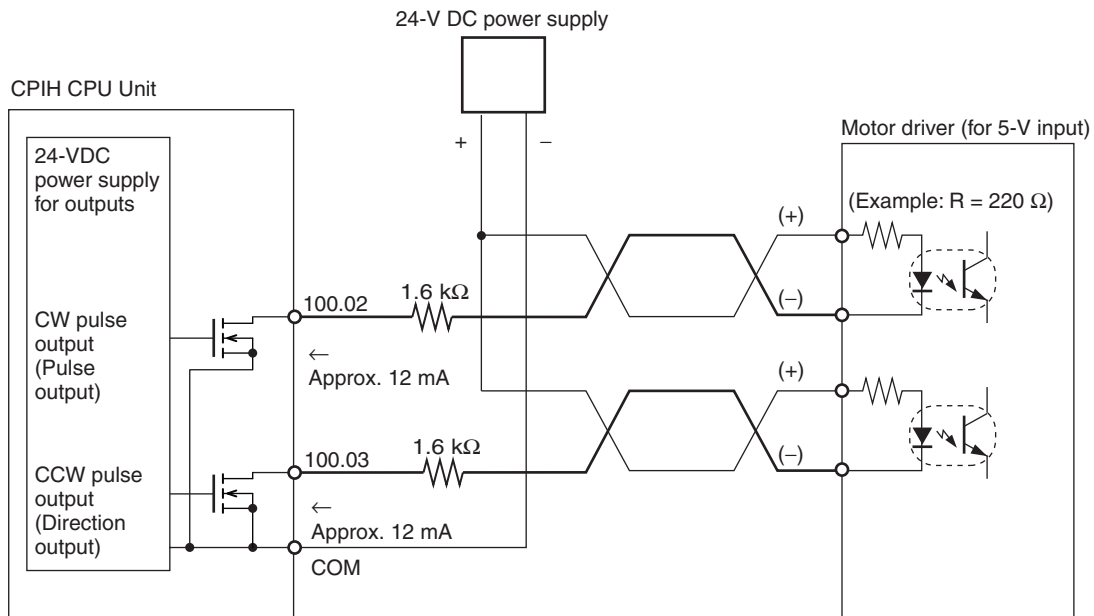 24-V DC power supply
CPIH CPU Unit
+
−
Motor driver (for 5-V input)
24-VDC
power supply
for outputs
(Example: R = 220 Ω)
(+)
(−)
100.02
1.6 kΩ
CW pulse
output
(Pulse
output)
←
Approx. 12 mA
(+)
(−)
100.03
1.6 kΩ
CCW pulse
output
(Direction
output)
←
Approx. 12 mA
COM